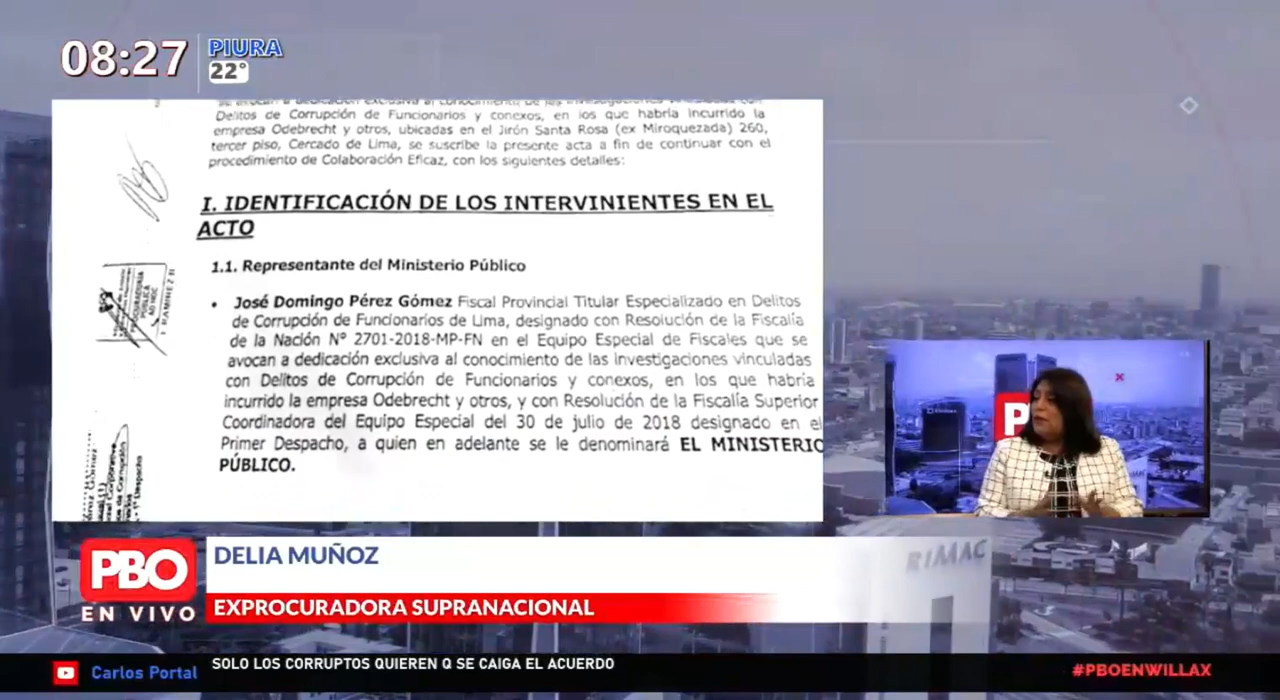 08:27
PIURA
22°
Delitos de Corrupción de Funcionarios y conexos, en los que habría incurrido la
empresa Odebrecht y otros, ubicadas en el Jirón Santa Rosa (ex Miroquezada) 260,
tercer piso, Cercado de Lima, se suscribe la presente acta a fin de continuar con el
procedimiento de Colaboración Eficaz, con los siguientes detalles:
I. IDENTIFICACIÓN DE LOS INTERVINIENTES EN EL
ACTO
1.1. Representante del Ministerio Público
• José Domingo Pérez Gómez Fiscal Provincial Titular Especializado en Delitos
de Corrupción de Funcionarios de Lima, designado con Resolución de la Fiscalía
de la Nación Nº 2701-2018-MP-FN en el Equipo Especial de Fiscales que se
avocan a dedicación exclusiva al conocimiento de las investigaciones vinculadas
con Delitos de Corrupción de Funcionarios y conexos, en los que habría
incurrido la empresa Odebrecht y otros, y con Resolución de la Fiscalía Superior
Coordinadora del Equipo Especial del 30 de julio de 2018 designado en el
Primer Despacho, a quien en adelante se le denominará EL MINISTERIO
PÚBLICO.
P
RIMAC
PBO
EN VIVO
DELIA MUÑOZ
EXPROCURADORA SUPRANACIONAL
Carlos Portal
SOLO LOS CORRUPTOS QUIEREN Q SE CAIGA EL ACUERDO
#PBOENWILLAX